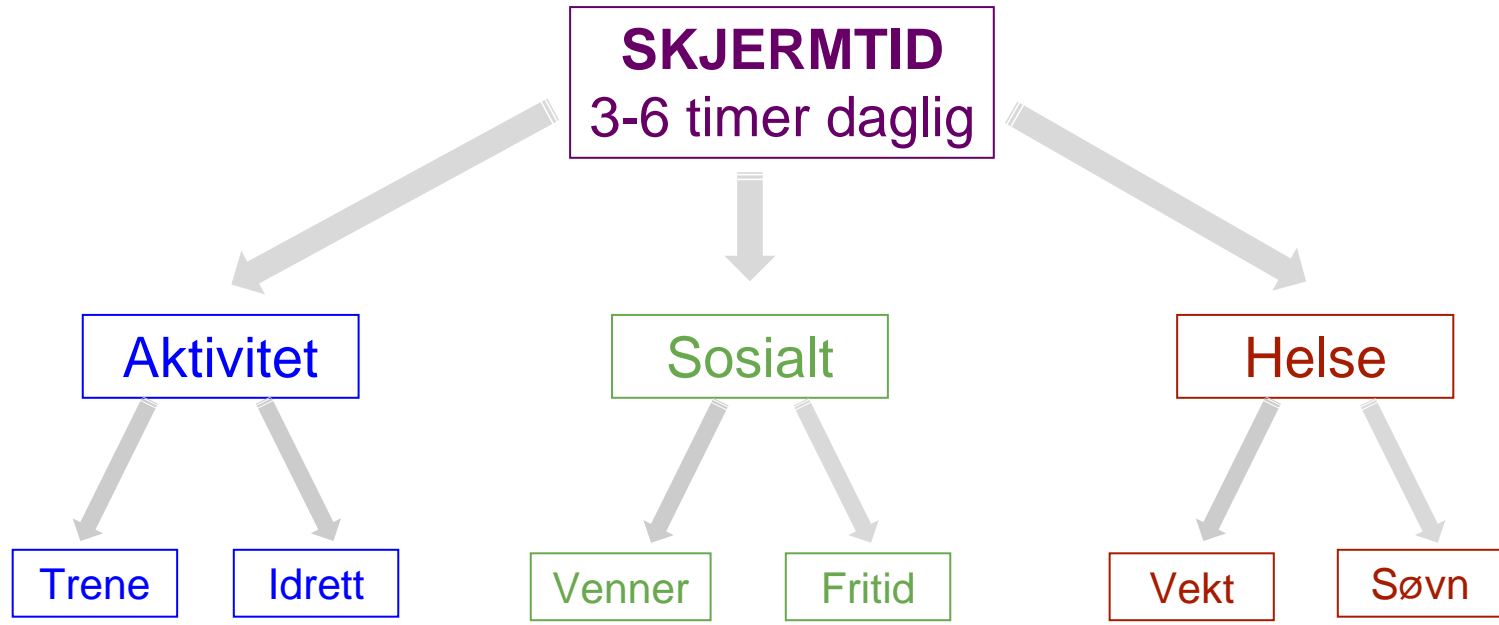 SKJERMTID
3-6 timer daglig
Aktivitet
Sosialt
Helse
Trene
Idrett
Venner
Fritid
Vekt
Søvn